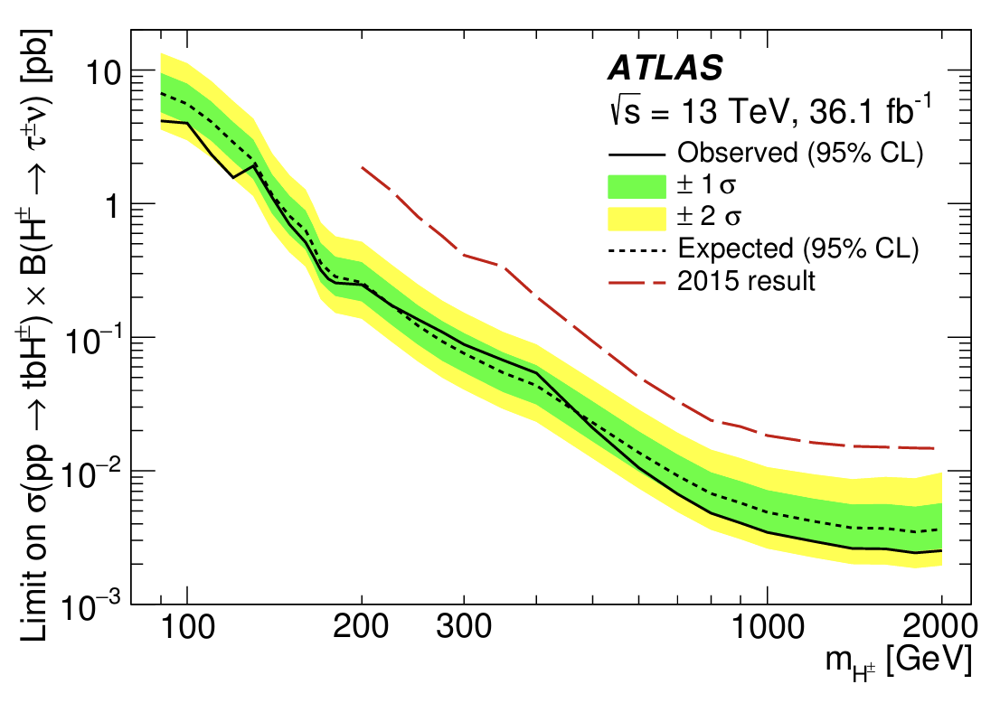 Limit on σ(pp → tbH±) × B(H± → τ±ν) [pb]
10
1
10⁻¹
10⁻²
10⁻³
ATLAS
√s = 13 TeV, 36.1 fb⁻¹
Observed (95% CL)
± 1 σ
± 2 σ
Expected (95% CL)
2015 result
100
200
300
1000
2000
m_H± [GeV]